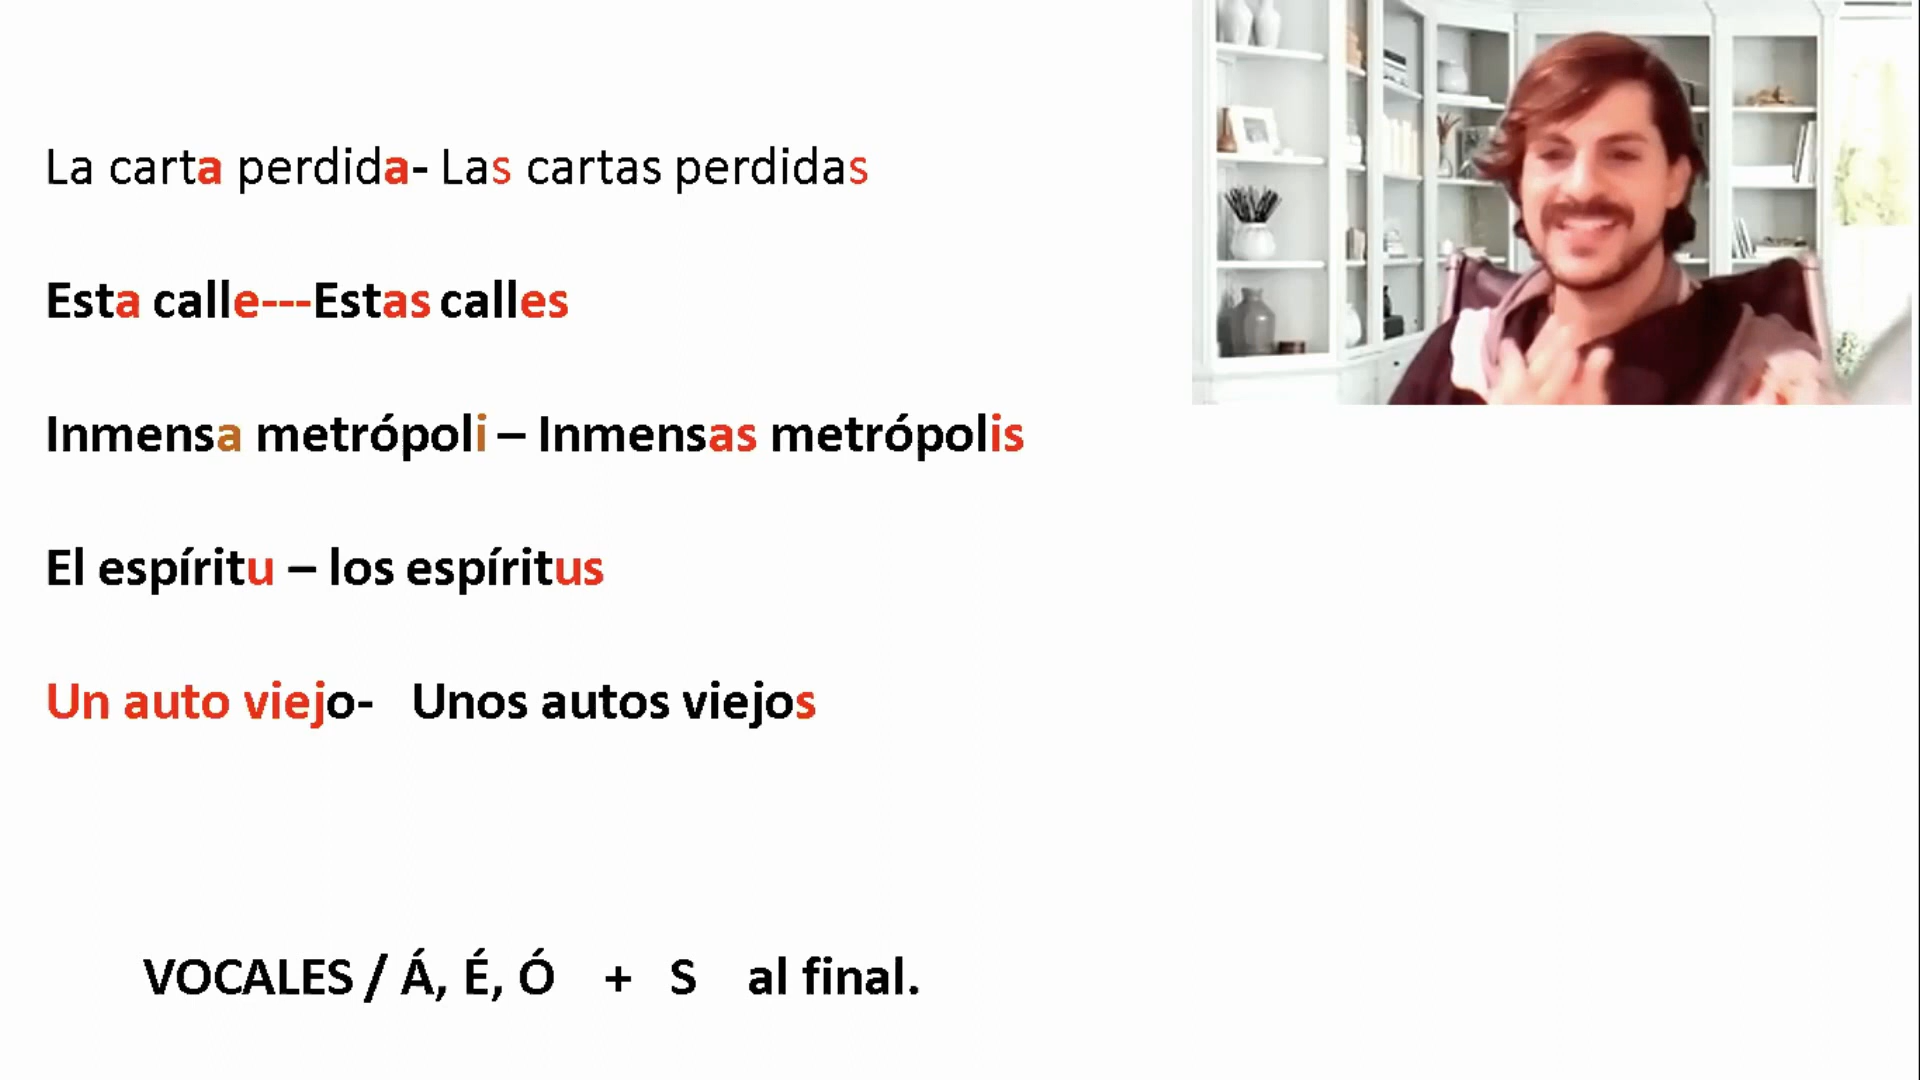 La carta perdida- Las cartas perdidas
Esta calle---Estas calles
Inmensa metrópoli – Inmensas metrópolis
El espíritu – los espíritus
Un auto viejo- Unos autos viejos
VOCALES / Á, É, Ó + S al final.